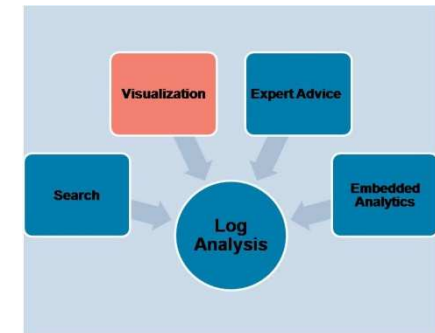 Visualization
Expert Advice
Search
Embedded
Analytics
Log
Analysis